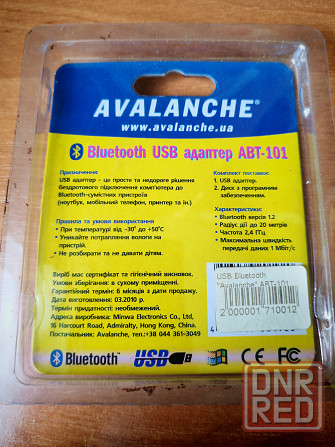 AVALANCHE®
www.avalanche.ua
Bluetooth USB адаптер ABT-101
Призначення:
USB адаптер – це просте та недороге рішення
бездротового підключення комп'ютера до
Bluetooth-сумістних пристроїв
(ноутбук, мобільний телефон, принтер та ін.)
Правила та умови використання
• При температурі від –30° до +50°С
• Уникайте потрапляння вологи на
пристрій.
• Не розбирати та не давати дітям.
Комплект поставки:
1. USB адаптер.
2. Диск з програмним
забезпеченням.
Характеристики:
• Bluetooth версія 1.2
• Радіус дії до 20 метрів
• Частота 2,4 ГГц
• Максимальна швидкість
передачі даних 1 Мбіт/с
Виріб має сертифікат та гігієнічний висновок.
Умови зберігання: в сухому приміщенні.
Гарантійний термін: 6 місяців з дати продажу.
Дата виготовлення: 03.2010 р.
Термін придатності: необмежений.
Адреса виробника: Minwa Electronics Co., Ltd,
16 Harcourt Road, Admiralty, Hong Kong, China.
Постачальник: Avalanche, тел. 044 361-3049
USB Bluetooth
"Avalanche" ABT-101
2 000001 710012
4
Bluetooth™
USB
CE
FC
DNR
RED